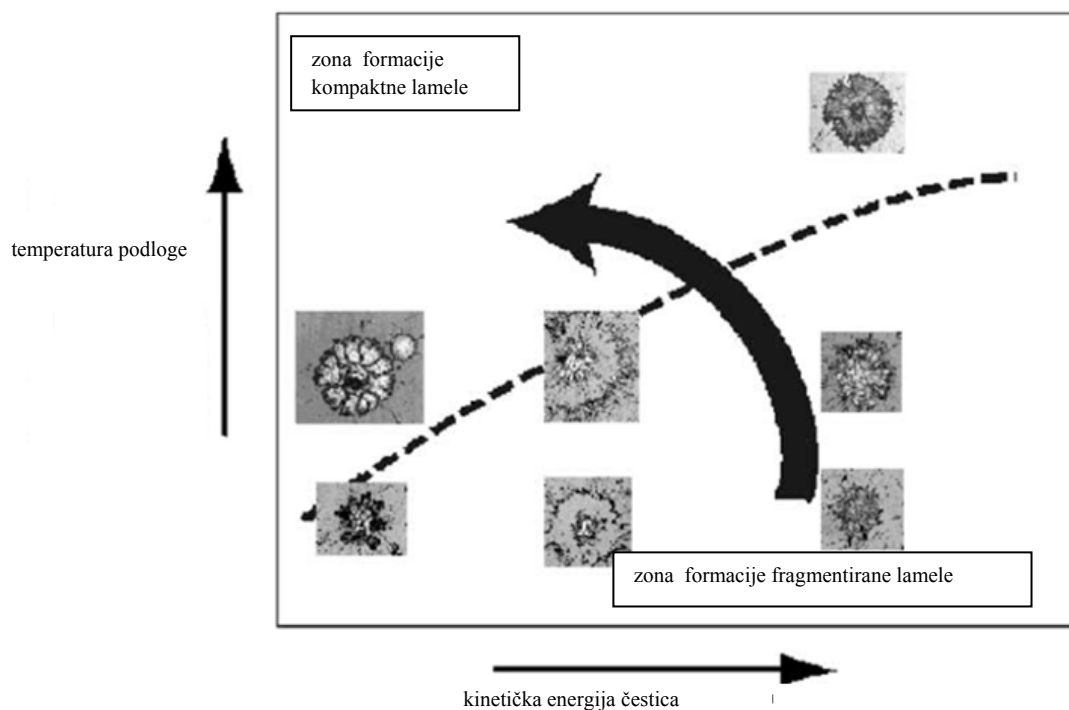 zona formacije
kompaktne lamele
temperatura podloge
zona formacije fragmentirane lamele
kinetička energija čestica